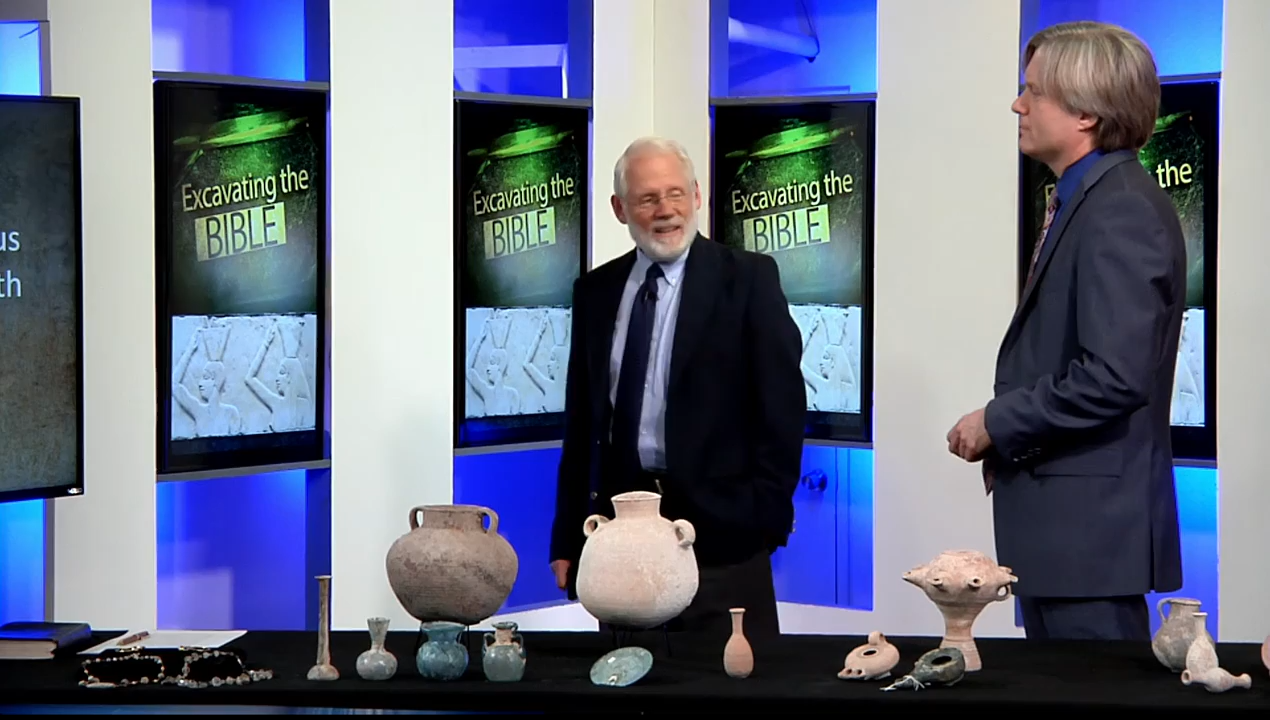 us
th
Excavating the
BIBLE
Excavating the
BIBLE
Excavating the
BIBLE
the